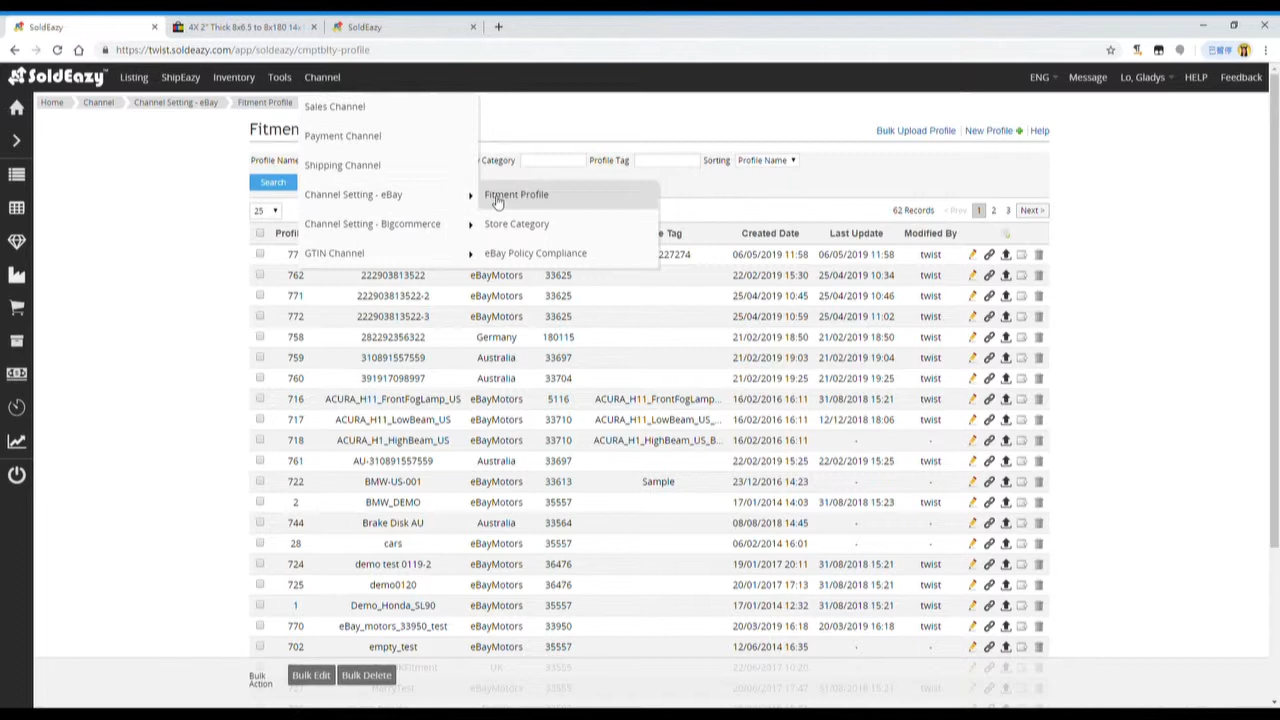 SoldEazy
4X 2" Thick 8x6.5 to 8x180 14x
SoldEazy
https://twist.soldeazy.com/app/soldeazy/cmptblty-profile
SoldEazy™ Listing ShipEazy Inventory Tools Channel ENG Message Lo, Gladys HELP Feedback
Home Channel Channel Setting - eBay Fitment Profile
Sales Channel
Payment Channel
Shipping Channel
Channel Setting - eBay
Channel Setting - Bigcommerce
GTIN Channel
Fitment Profile
Store Category
eBay Policy Compliance
Fitmen Bulk Upload Profile New Profile Help
Profile Name Category Profile Tag Sorting Profile Name
Search
25 62 Records < Prev 1 2 3 Next >
Profi e Tag Created Date Last Update Modified By
77 227274 06/05/2019 11:58 06/05/2019 11:58 twist
762 222903813522 eBayMotors 33625 22/02/2019 15:30 25/04/2019 10:34 twist
771 222903813522-2 eBayMotors 33625 25/04/2019 10:45 25/04/2019 10:46 twist
772 222903813522-3 eBayMotors 33625 25/04/2019 10:59 25/04/2019 11:02 twist
758 282292356322 Germany 180115 21/02/2019 18:50 21/02/2019 18:50 twist
759 310891557559 Australia 33697 21/02/2019 19:03 21/02/2019 19:04 twist
760 391917098997 Australia 33704 21/02/2019 19:25 21/02/2019 19:25 twist
716 ACURA_H11_FrontFogLamp_US eBayMotors 5116 ACURA_H11_FrontFogLamp... 16/02/2016 16:11 31/08/2018 15:21 twist
717 ACURA_H11_LowBeam_US eBayMotors 33710 ACURA_H11_LowBeam_US_... 16/02/2016 16:11 12/12/2018 18:06 twist
718 ACURA_H1_HighBeam_US eBayMotors 33710 ACURA_H1_HighBeam_US_B... 16/02/2016 16:11 - -
761 AU-310891557559 Australia 33697 22/02/2019 15:25 22/02/2019 15:25 twist
722 BMW-US-001 eBayMotors 33613 Sample 23/12/2016 14:23 - -
2 BMW_DEMO eBayMotors 35557 17/01/2014 14:03 31/08/2018 15:23 twist
744 Brake Disk AU Australia 33564 08/08/2018 14:45 - -
28 cars eBayMotors 35557 06/02/2014 16:01 - -
724 demo test 0119-2 eBayMotors 36476 19/01/2017 20:11 31/08/2018 15:21 twist
725 demo0120 eBayMotors 36476 20/01/2017 17:13 31/08/2018 15:21 twist
1 Demo_Honda_SL90 eBayMotors 35557 17/01/2014 12:32 31/08/2018 15:21 twist
770 eBay_motors_33950_test eBayMotors 33950 20/03/2019 16:18 20/03/2019 16:18 twist
702 empty_test eBayMotors 35557 12/06/2014 16:35 - -
UK 33555 22/06/2017 10:20
Bulk Action Bulk Edit Bulk Delete